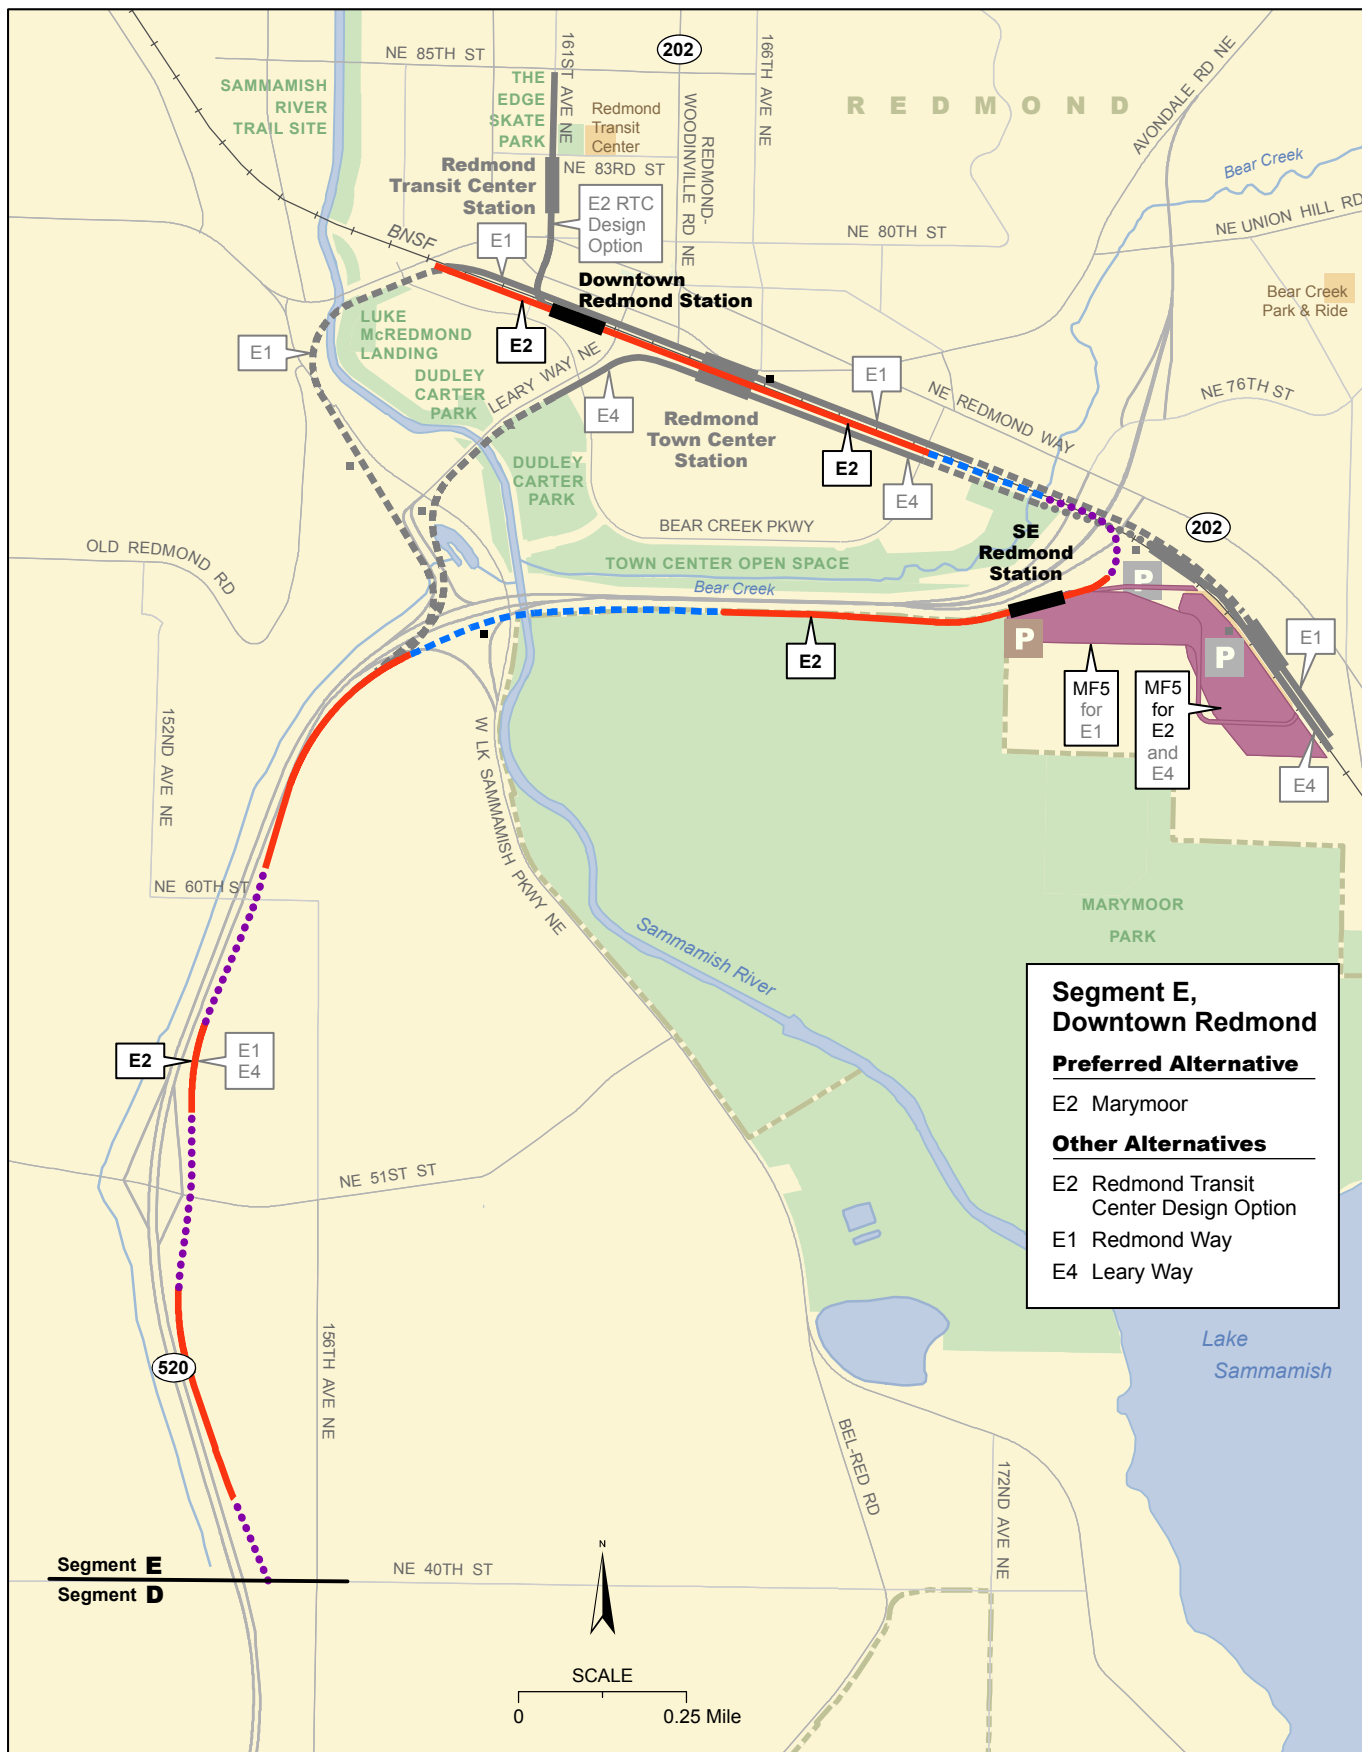 NE 85TH ST
161ST AVE NE
202
166TH AVE NE
AVONDALE RD NE
REDMOND
SAMMAMISH
RIVER
TRAIL SITE
THE
EDGE
SKATE
PARK
Redmond
Transit
Center
REDMOND-
WOODINVILLE RD NE
Bear Creek
NE 83RD ST
Redmond
Transit Center
Station
E2 RTC
Design
Option
NE UNION HILL RD
NE 80TH ST
BNSF
E1
Downtown
Redmond Station
Bear Creek
Park & Ride
LUKE
McREDMOND
LANDING
E1
E2
LEARY WAY NE
DUDLEY
CARTER
PARK
E1
NE 76TH ST
NE REDMOND WAY
E4
Redmond
Town Center
Station
E2
DUDLEY
CARTER
PARK
E4
BEAR CREEK PKWY
SE
Redmond
Station
202
OLD REDMOND RD
TOWN CENTER OPEN SPACE
Bear Creek
P
P
P
E1
E2
MF5
for
E1
MF5
for
E2
and
E4
E4
152ND AVE NE
W LK SAMMAMISH PKWY NE
NE 60TH ST
MARYMOOR
PARK
Sammamish River
E2
E1
E4
NE 51ST ST
Segment E,
Downtown Redmond
Preferred Alternative
E2 Marymoor
Other Alternatives
E2 Redmond Transit
Center Design Option
E1 Redmond Way
E4 Leary Way
156TH AVE NE
520
Lake
Sammamish
BEL-RED RD
172ND AVE NE
Segment E
Segment D
NE 40TH ST
N
SCALE
0 0.25 Mile